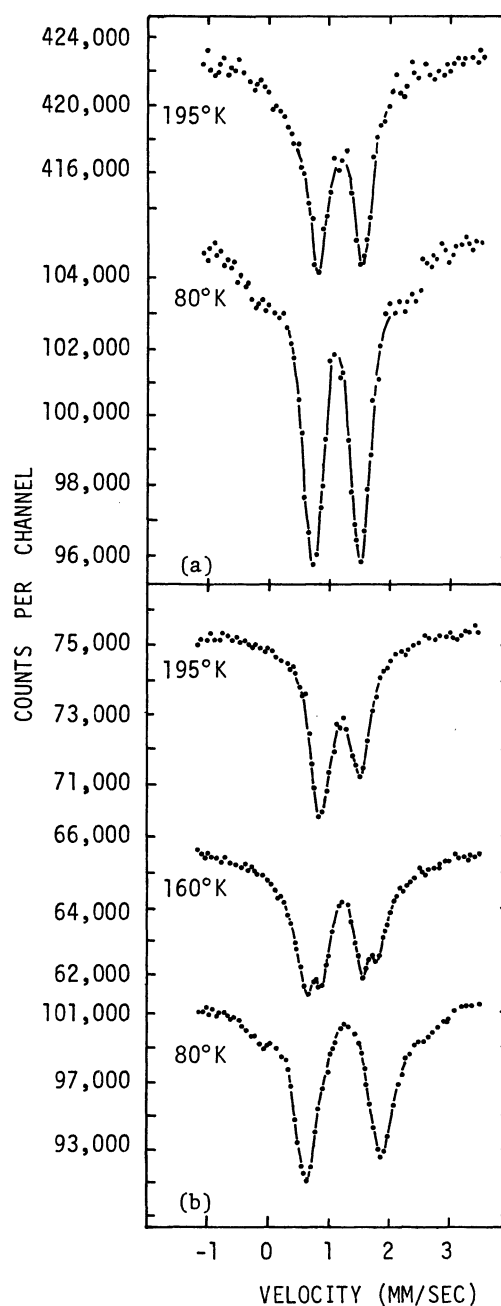 424,000
420,000
195°K
416,000
104,000
80°K
102,000
100,000
98,000
96,000
(a)
COUNTS PER CHANNEL
75,000
195°K
73,000
71,000
66,000
160°K
64,000
62,000
101,000
80°K
97,000
93,000
(b)
-1 0 1 2 3
VELOCITY (MM/SEC)